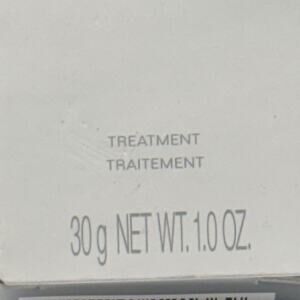 TREATMENT
TRAITEMENT
30 g NET WT. 1.0 OZ.